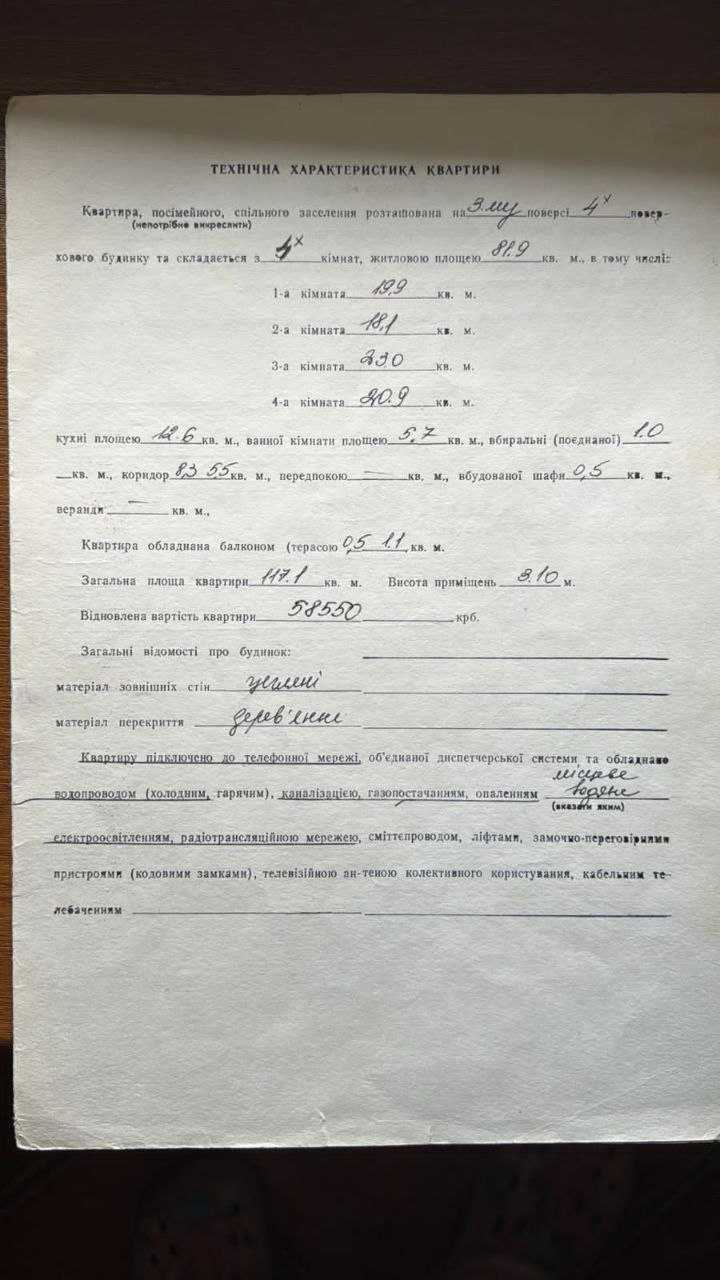 ТЕХНІЧНА ХАРАКТЕРИСТИКА КВАРТИРИ
Квартира, посімейного, спільного заселення розташована на 3-му поверсі 4х повер-
(непотрібне викреслити)
хового будинку та складається з 4х кімнат, житловою площею 81.9 кв. м., в тому числі:
1-а кімната 19.9 кв. м.
2-а кімната 18.1 кв. м.
3-а кімната 23.0 кв. м.
4-а кімната 20.9 кв. м.
кухні площею 12.6 кв. м., ванної кімнати площею 5.7 кв. м., вбиральні (поєднаної) 1.0
кв. м., коридор 8,3 5.5 кв. м., передпокою — кв. м., вбудованої шафи 0,5 кв. м.,
веранди — кв. м.,
Квартира обладнана балконом (терасою 0,5 1.1 кв. м.
Загальна площа квартири 117.1 кв. м. Висота приміщень 3.10 м.
Відновлена вартість квартири 58550 крб.
Загальні відомості про будинок:
матеріал зовнішніх стін цегляні
матеріал перекриття дерев'янне
Квартиру підключено до телефонної мережі, об'єднаної диспетчерської системи та обладнано
місцеве
водопроводом (холодним, гарячим), каналізацією, газопостачанням, опаленням водяне
(вказати яким)
електроосвітленням, радіотрансляційною мережею, сміттєпроводом, ліфтами, замочно-переговірними
пристроями (кодовими замками), телевізійною ан-теною колективного користування, кабельним те-
лебаченням